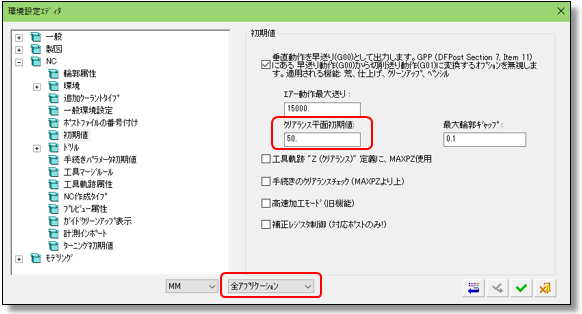 環境設定ｴﾃﾞｨﾀ
一般
製図
NC
輪郭属性
環境
追加ｸｰﾗﾝﾄﾀｲﾌﾟ
一般環境設定
ﾎﾟｽﾄﾌｧｲﾙの番号付け
初期値
ﾄﾞﾘﾙ
手続きﾊﾟﾗﾒｰﾀ初期値
工具ﾏｰｼﾞﾙｰﾙ
工具軌跡属性
NC作成ﾀｲﾌﾟ
ﾌﾟﾚﾋﾞｭｰ属性
ｶﾞｲﾄﾞｸﾘｰﾝｱｯﾌﾟ表示
計測ｲﾝﾎﾟｰﾄ
ﾀｰﾆﾝｸﾞ初期値
ﾓﾃﾞﾘﾝｸﾞ
初期値
垂直動作を早送り(G00)として出力します。GPP (DFPost Section 7, Item 11)
にある 早送り動作(G00)から切削送り動作(G01)に変換するｵﾌﾟｼｮﾝを無視しま
す。適用される機能: 荒、仕上げ、ｸﾘｰﾝｱｯﾌﾟ、ﾍﾟﾝｼﾙ
ｴｱｰ動作最大送り :
15000.
ｸﾘｱﾗﾝｽ平面初期値:
50.
最大輪郭ｷﾞｬｯﾌﾟ:
0.1
工具軌跡 "Z (ｸﾘｱﾗﾝｽ)" 定義に、MAXPZ使用
手続きのｸﾘｱﾗﾝｽﾁｪｯｸ (MAXPZより上)
高速加工ﾓｰﾄﾞ(旧機能)
補正ﾚｼﾞｽﾀ制御 (対応ﾎﾟｽﾄのみ!)
MM
全ｱﾌﾟﾘｹｰｼｮﾝ